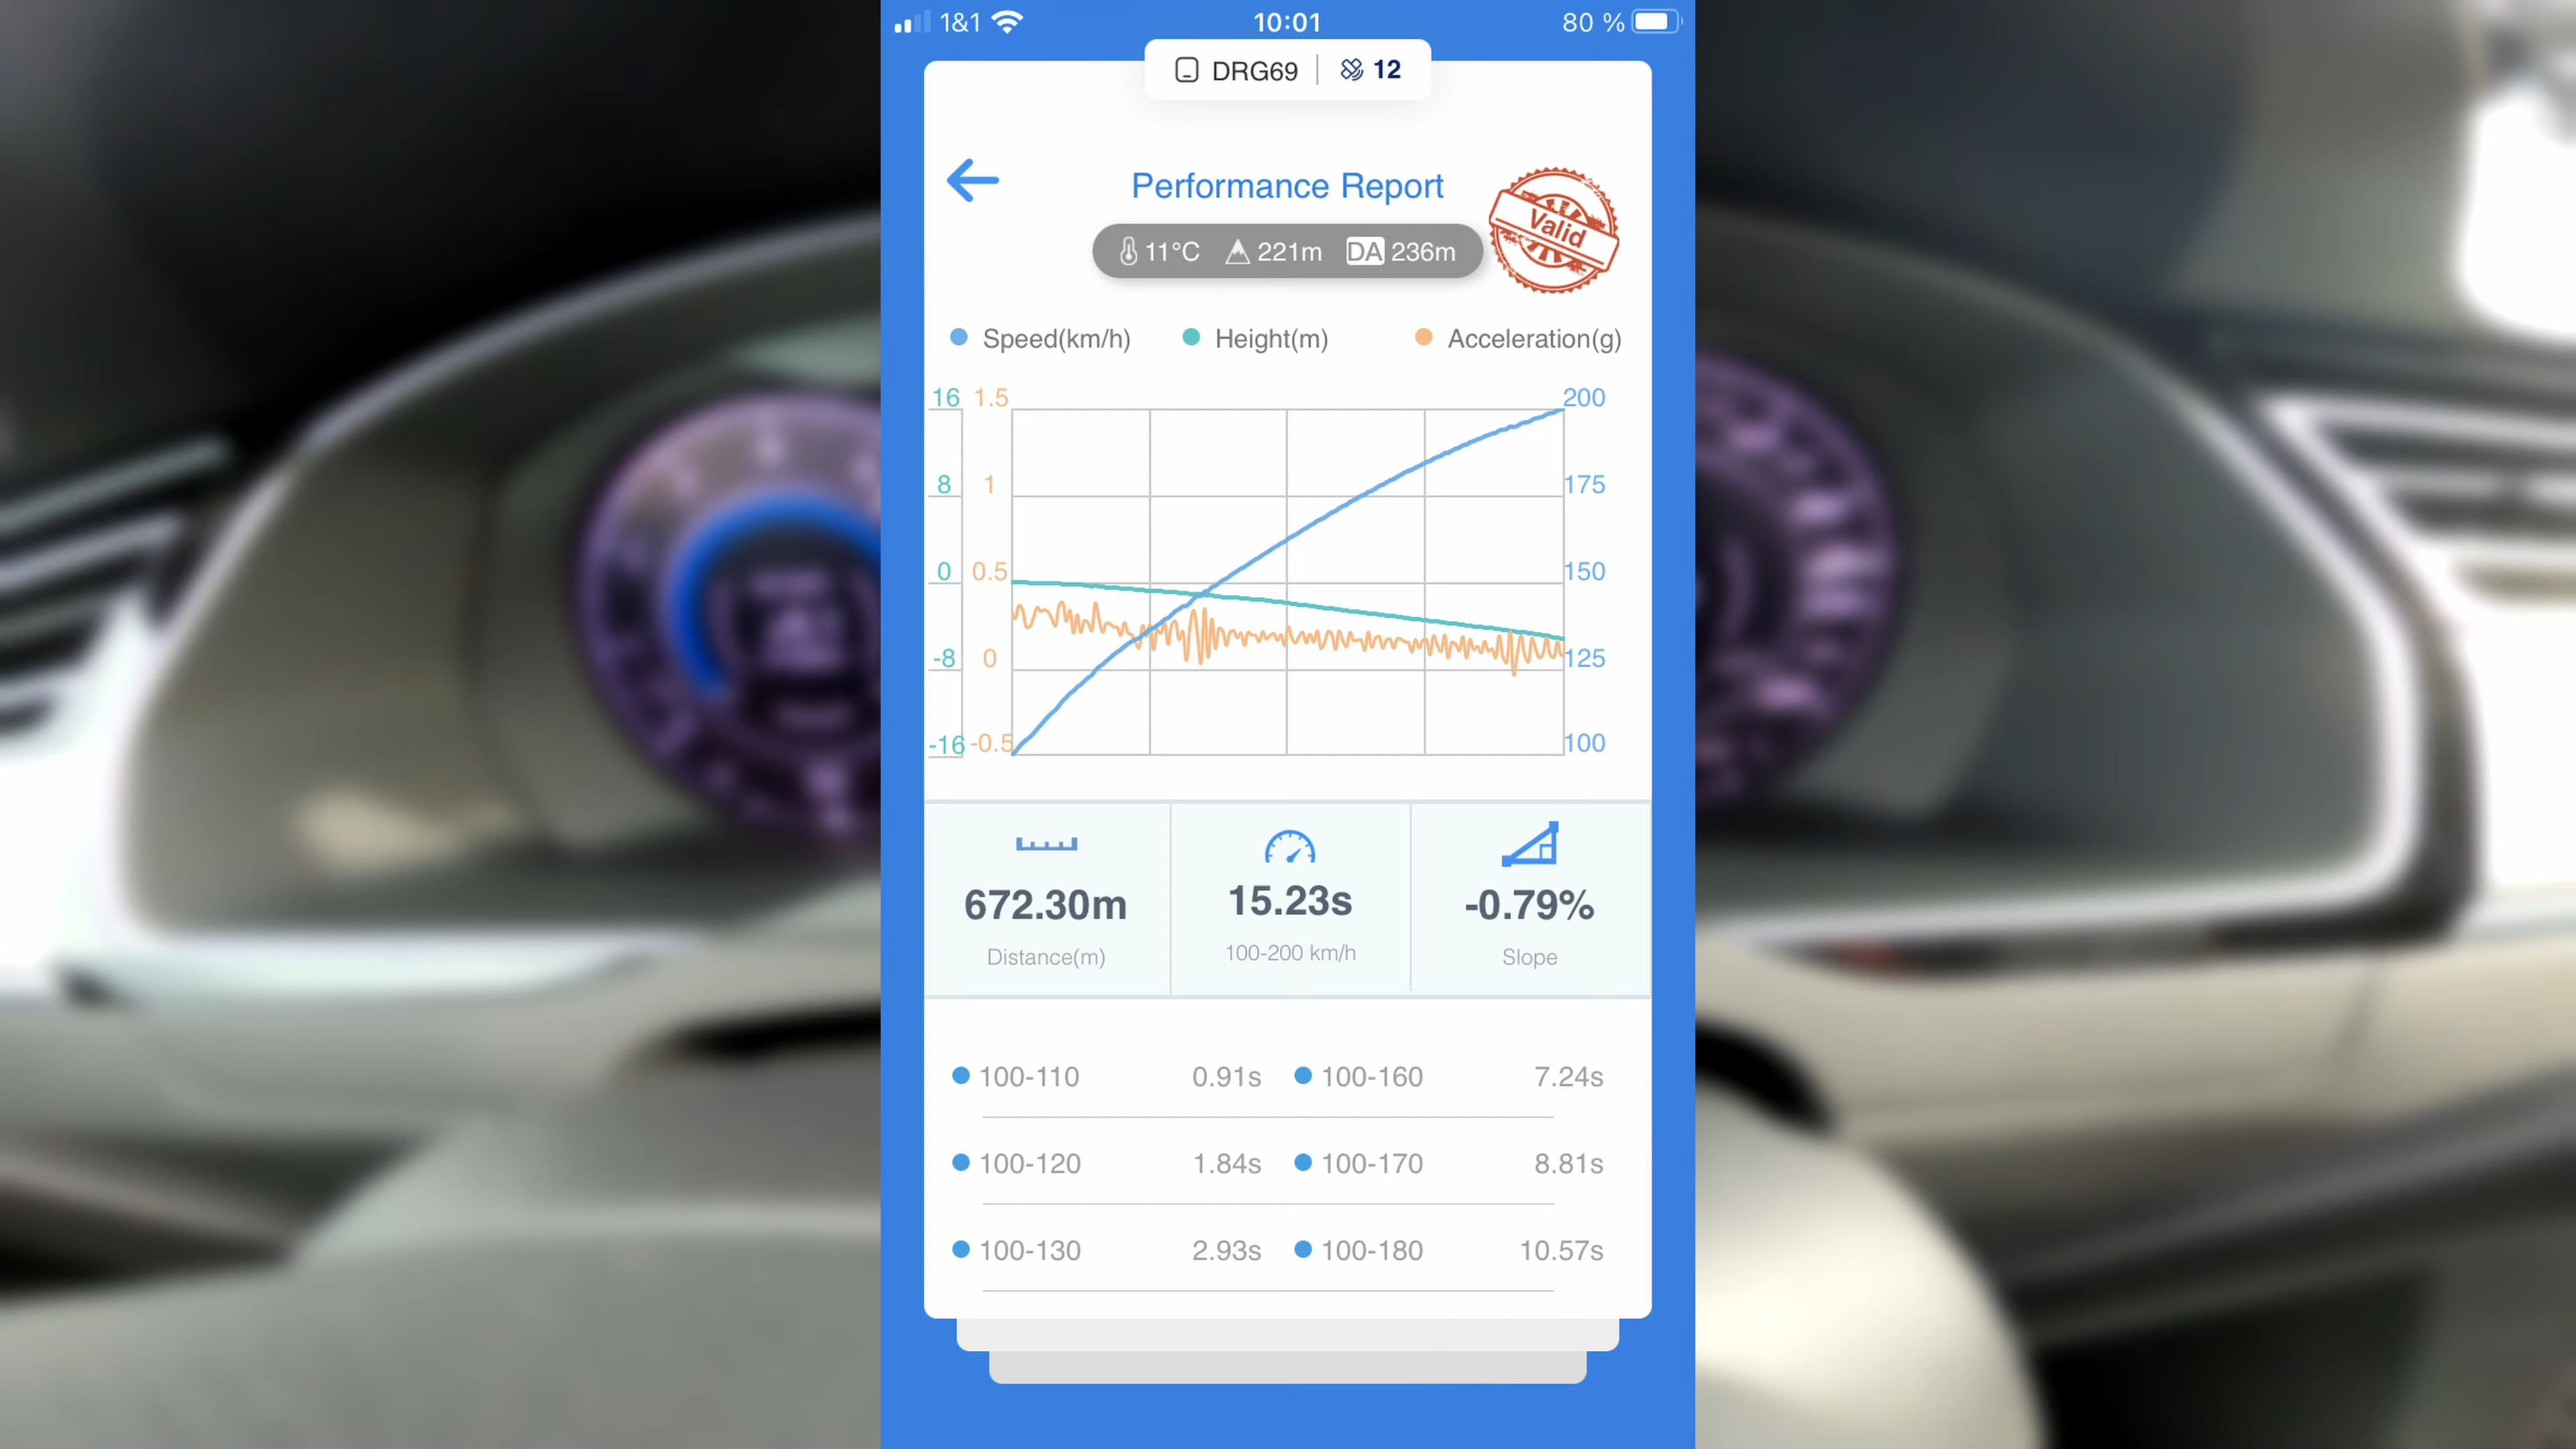 1&1 10:01 80 %
DRG69 12
Performance Report
Valid
11°C 221m DA 236m
Speed(km/h) Height(m) Acceleration(g)
16 1.5 200
8 1 175
0 0.5 150
-8 0 125
-16 -0.5 100
672.30m 15.23s -0.79%
Distance(m) 100-200 km/h Slope
100-110 0.91s 100-160 7.24s
100-120 1.84s 100-170 8.81s
100-130 2.93s 100-180 10.57s